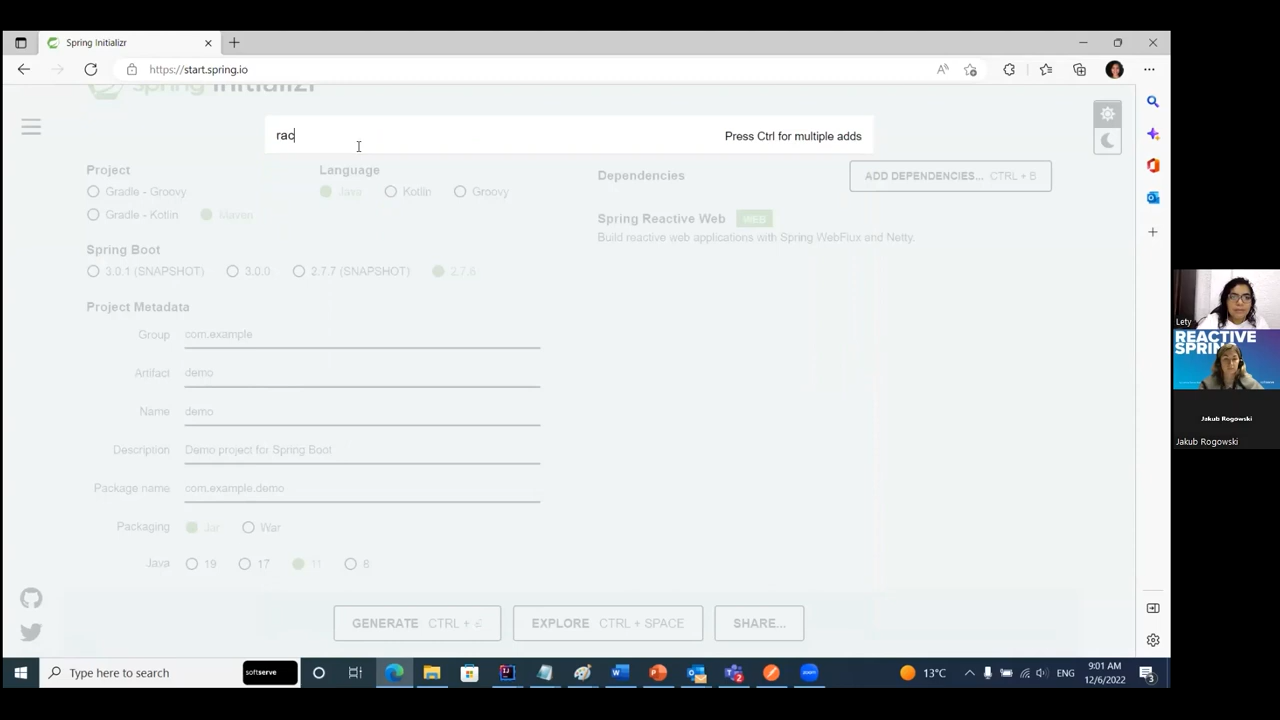 Spring Initializr
https://start.spring.io
spring initializr
rac
Press Ctrl for multiple adds
Project
Language
Dependencies
ADD DEPENDENCIES... CTRL + B
Gradle - Groovy
Java
Kotlin
Groovy
Gradle - Kotlin
Maven
Spring Reactive Web
WEB
Build reactive web applications with Spring WebFlux and Netty.
Spring Boot
3.0.1 (SNAPSHOT)
3.0.0
2.7.7 (SNAPSHOT)
2.7.6
Project Metadata
Group
com.example
Artifact
demo
Name
demo
Description
Demo project for Spring Boot
Package name
com.example.demo
Packaging
Jar
War
Java
19
17
11
8
GENERATE CTRL +
EXPLORE CTRL + SPACE
SHARE...
Lety
REACTIVE
SPRIN
Jakub Rogowski
Jakub Rogowski
Type here to search
softserve
13°C
ENG
9:01 AM
12/6/2022
3